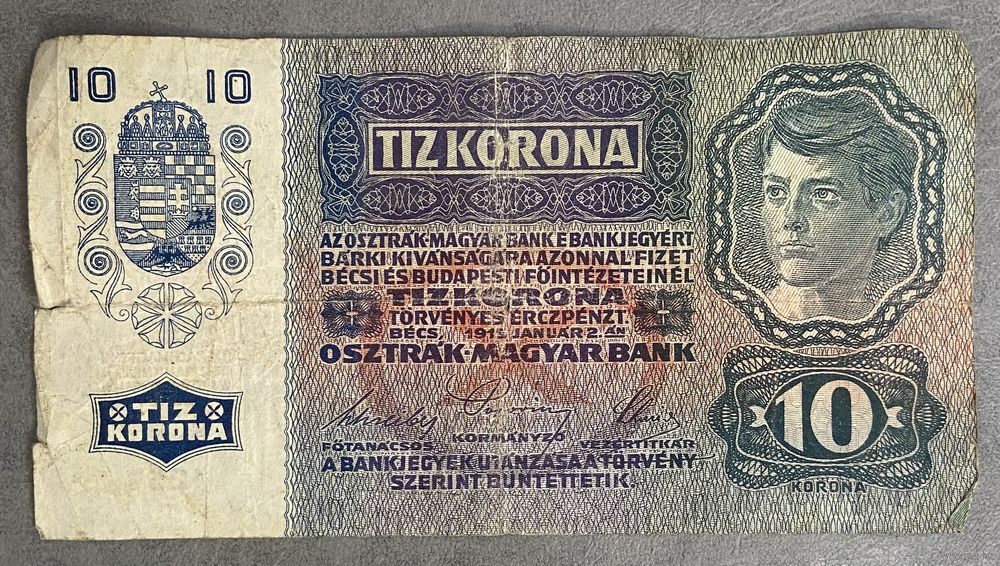 10 10
TIZ KORONA
AZ OSZTRÁK-MAGYAR BANK E BANKJEGYÉRT
BÁRKI KIVÁNSÁGÁRA AZONNAL FIZET
BÉCSI ÉS BUDAPESTI FŐINTÉZETEINÉL
TIZ KORONA
TÖRVÉNYES ÉRCZPÉNZT.
BÉCS, 1915 JANUÁR 2.-ÁN
OSZTRÁK-MAGYAR BANK
FŐTANÁCSOS KORMÁNYZÓ VEZÉRTITKÁR
A BANKJEGYEK UTÁNZÁSA A TÖRVÉNY
SZERINT BÜNTETTETIK.
TIZ
KORONA
10
KORONA